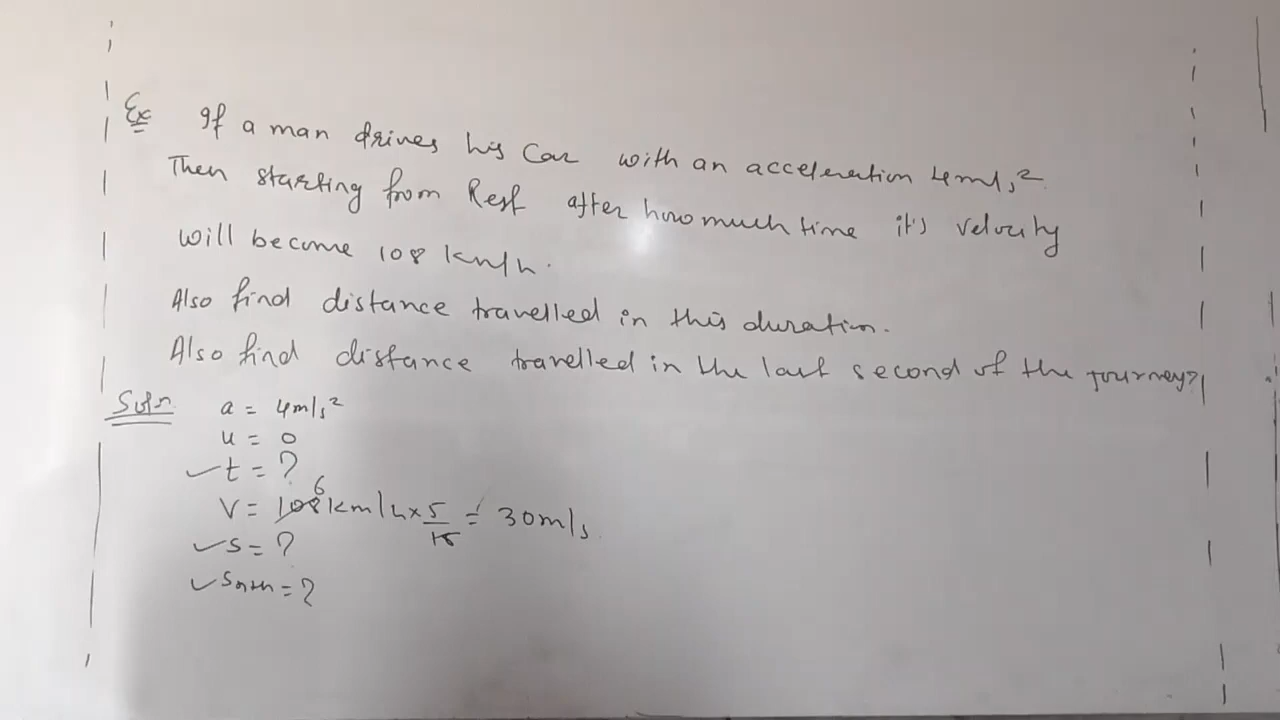 Ex If a man drives his Car with an acceleration 4m/s²
Then starting from Rest after how much time it's velocity
will become 108 km/h.
Also find distance travelled in this duration.
Also find distance travelled in the last second of the journey?
Soln. a = 4m/s²
u = 0
✓t = ?
V = 108 6 km/h × 5/18 = 30m/s
✓s = ?
✓snth = ?